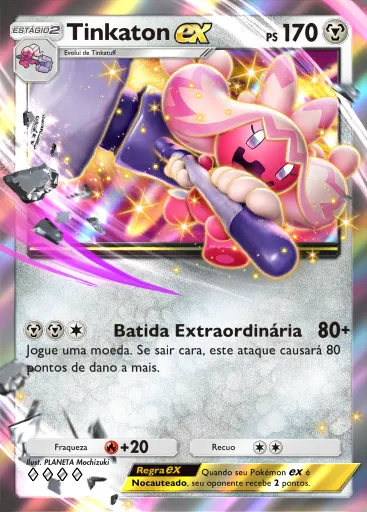 ESTÁGIO 2
Tinkaton ex PS 170
Evolui de Tinkatuff
Batida Extraordinária 80+
Jogue uma moeda. Se sair cara, este ataque causará 80
pontos de dano a mais.
Fraqueza +20 Recuo
Ilust. PLANETA Mochizuki
Regra ex Quando seu Pokémon ex é
Nocauteado, seu oponente recebe 2 pontos.